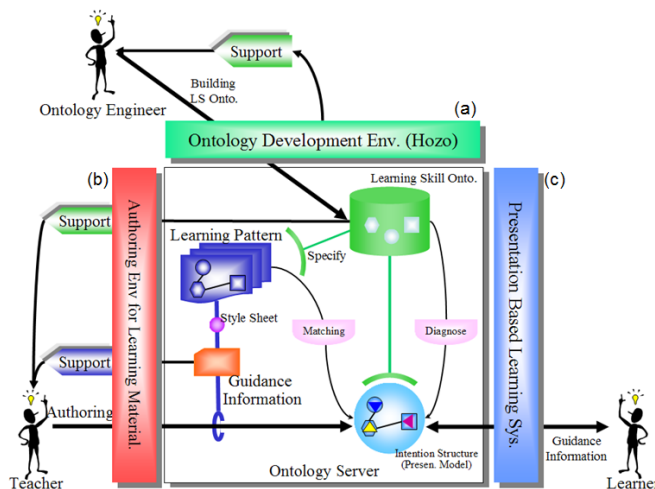 Support
Building
LS Onto.
Ontology Engineer
(a)
Ontology Development Env. (Hozo)
(b)
(c)
Learning Skill Onto.
Support
Learning Pattern
Specify
Authoring Env for Learning Material.
Presentation Based Learning Sys.
Style Sheet
Matching
Diagnose
Support
Guidance
Information
Authoring
Teacher
Intention Structure
(Presen. Model)
Ontology Server
Guidance
Information
Learner